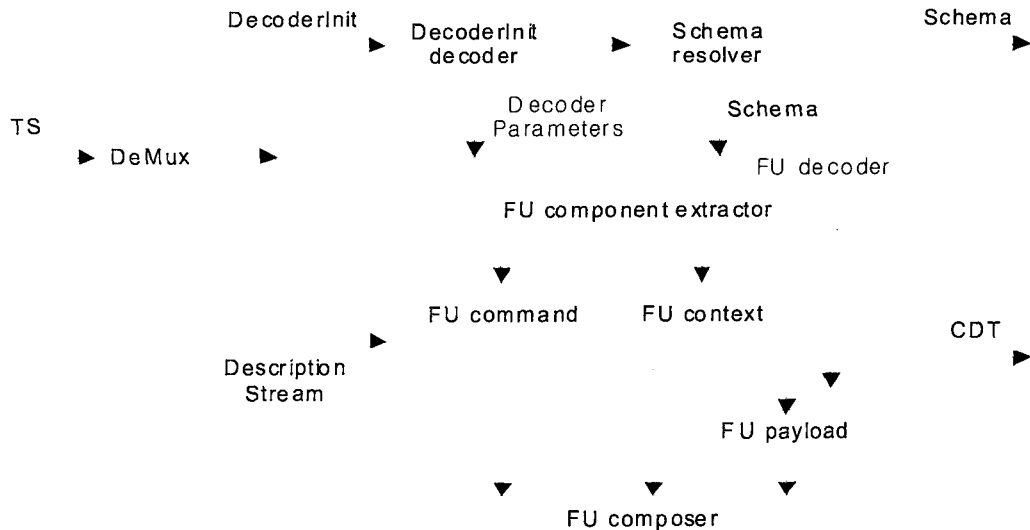 DecoderInit
DecoderInit
decoder
Schema
resolver
Schema
TS
DeMux
Decoder
Parameters
Schema
FU decoder
FU component extractor
FU command
FU context
CDT
Description
Stream
FU payload
FU composer